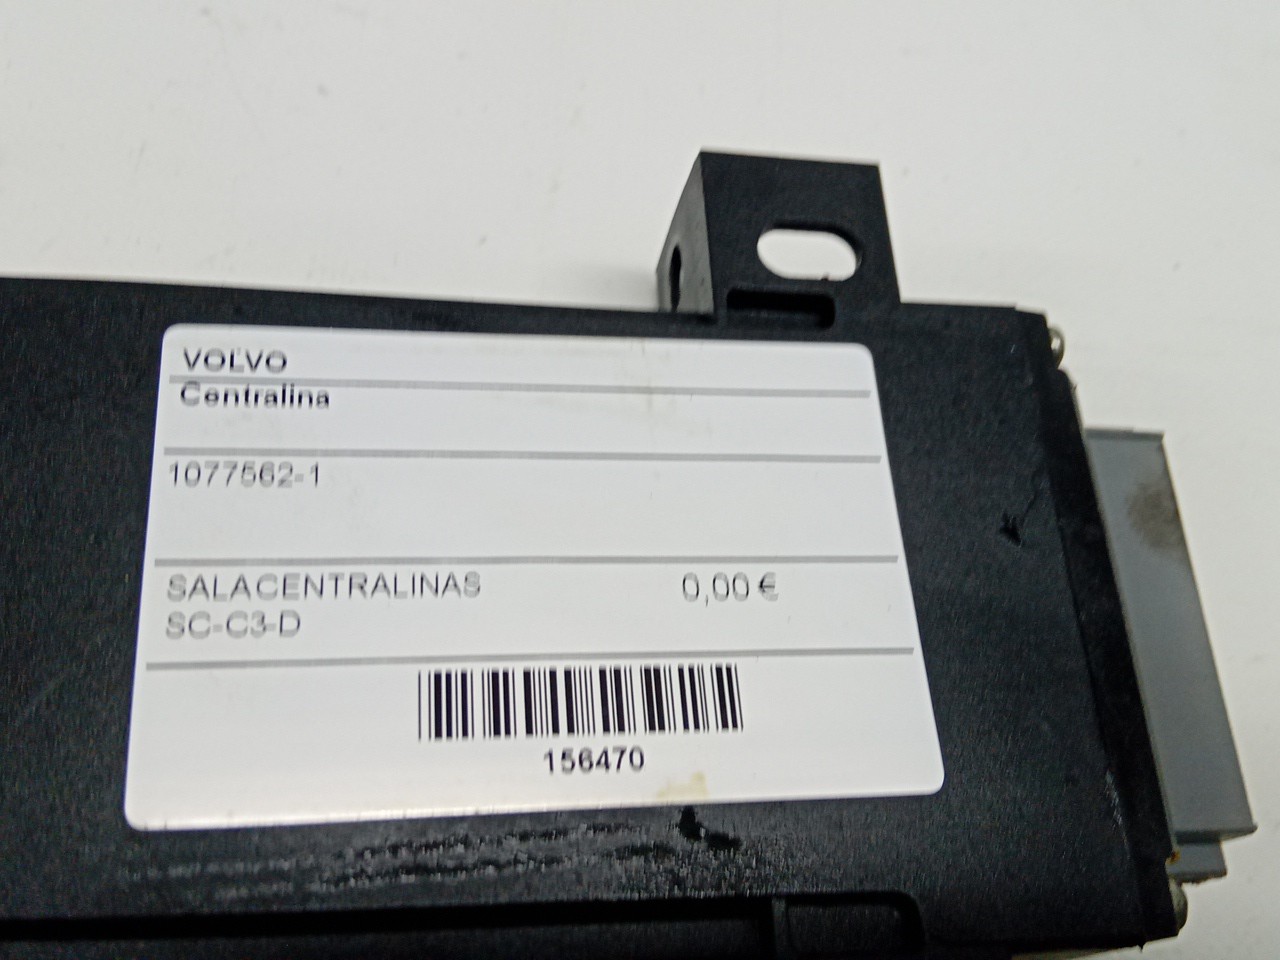 VOLVO
Centralina
1077562-1
SALACENTRALINAS 0,00 €
SC-C3-D
156470